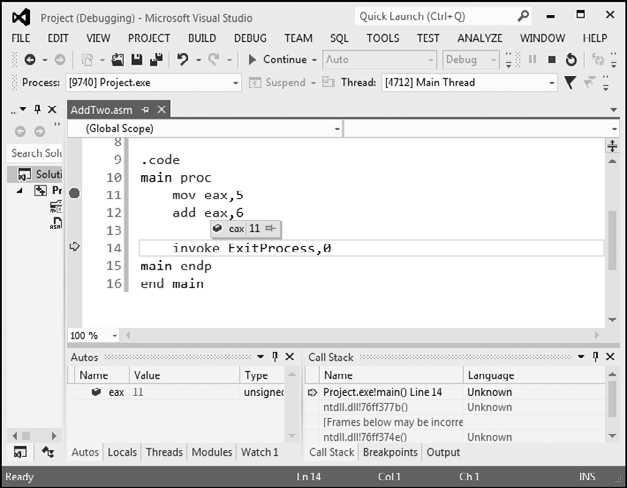 Project (Debugging) - Microsoft Visual Studio
Quick Launch (Ctrl+Q)
FILE EDIT VIEW PROJECT BUILD DEBUG TEAM SQL TOOLS TEST ANALYZE WINDOW HELP
Continue Auto Debug
Process: [9740] Project.exe Suspend Thread: [4712] Main Thread
AddTwo.asm
(Global Scope)
Search Solu
Soluti
Pr
8
9 .code
10 main proc
11 mov eax,5
12 add eax,6
13
eax 11
14 invoke ExitProcess,0
15 main endp
16 end main
100 %
Autos
Name Value Type
eax 11 unsigned
Autos Locals Threads Modules Watch 1
Call Stack
Name Language
Project.exe!main() Line 14 Unknown
ntdll.dll!76ff377b() Unknown
[Frames below may be incorre
ntdll.dll!76ff374e() Unknown
Call Stack Breakpoints Output
Ready Ln 14 Col 1 Ch 1 INS